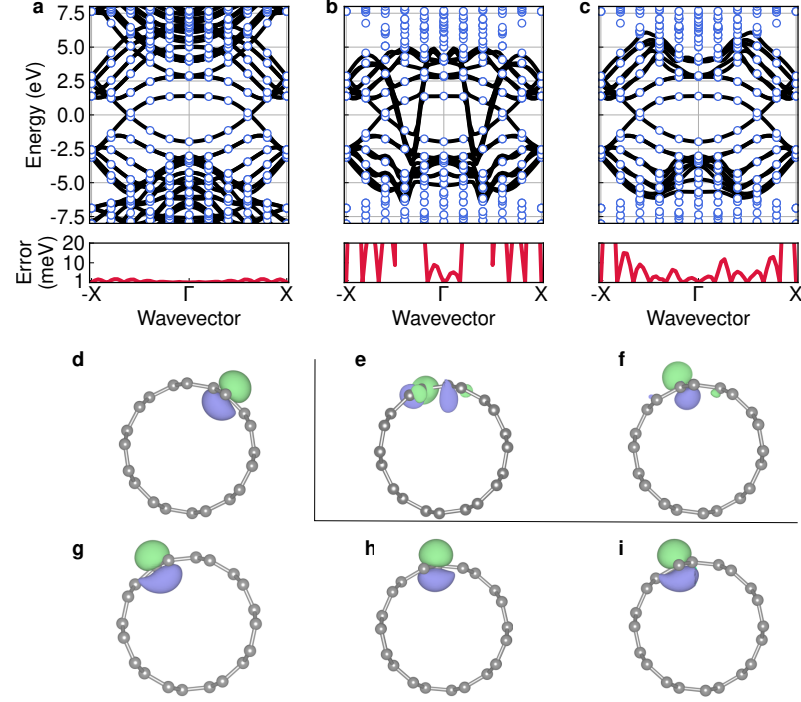 a
b
c
7.5
5.0
2.5
0.0
-2.5
-5.0
-7.5
Energy (eV)
20
10
1
Error
(meV)
-X Γ X
-X Γ X
-X Γ X
Wavevector
Wavevector
Wavevector
d
e
f
g
h
i